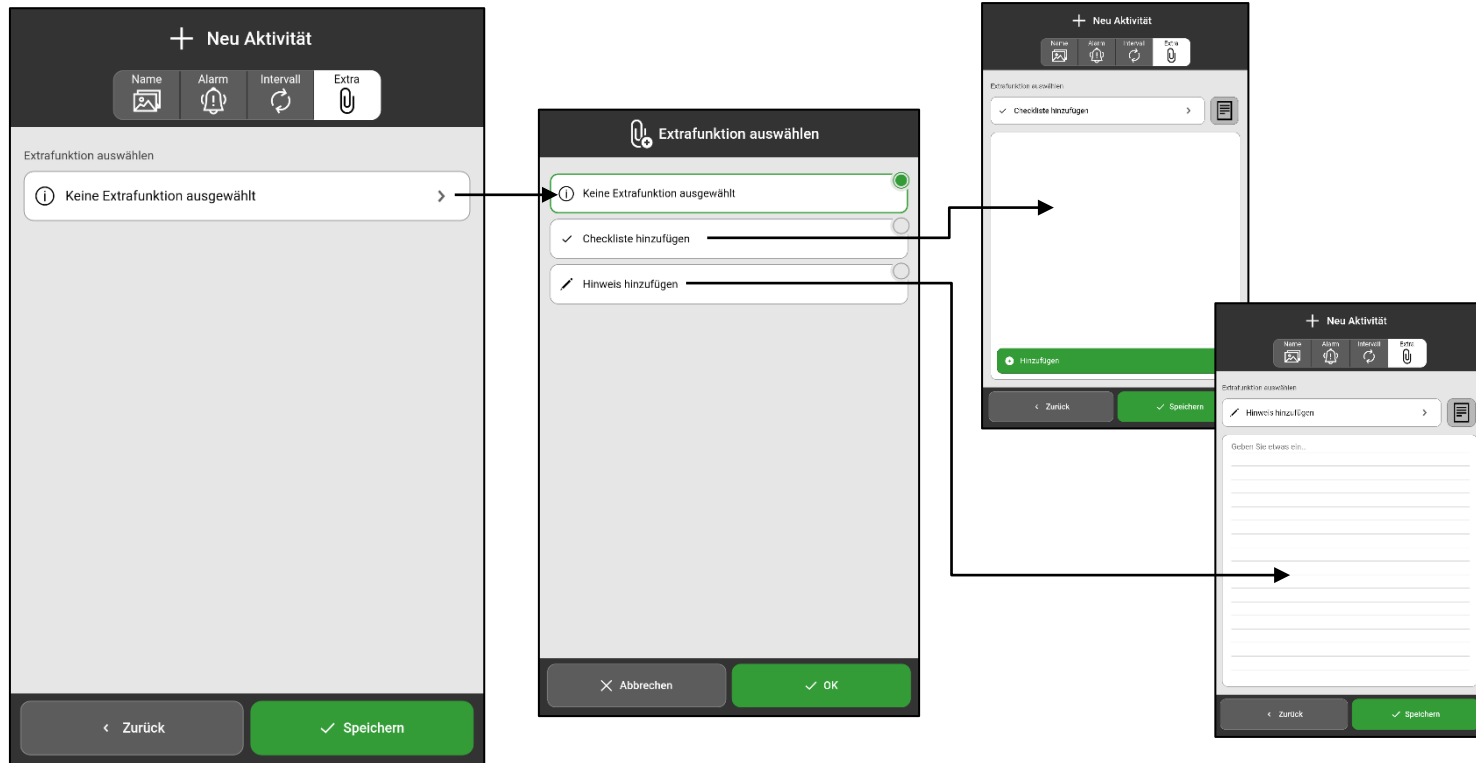 Neu Aktivität
Name Alarm Intervall Extra
Extrafunktion auswählen
Keine Extrafunktion ausgewählt
Zurück Speichern
Extrafunktion auswählen
Keine Extrafunktion ausgewählt
Checkliste hinzufügen
Hinweis hinzufügen
Abbrechen OK
Neu Aktivität
Name Alarm Intervall Extra
Extrafunktion auswählen
Checkliste hinzufügen
Hinzufügen
Zurück Speichern
Neu Aktivität
Name Alarm Intervall Extra
Extrafunktion auswählen
Hinweis hinzufügen
Geben Sie etwas ein..
Zurück Speichern